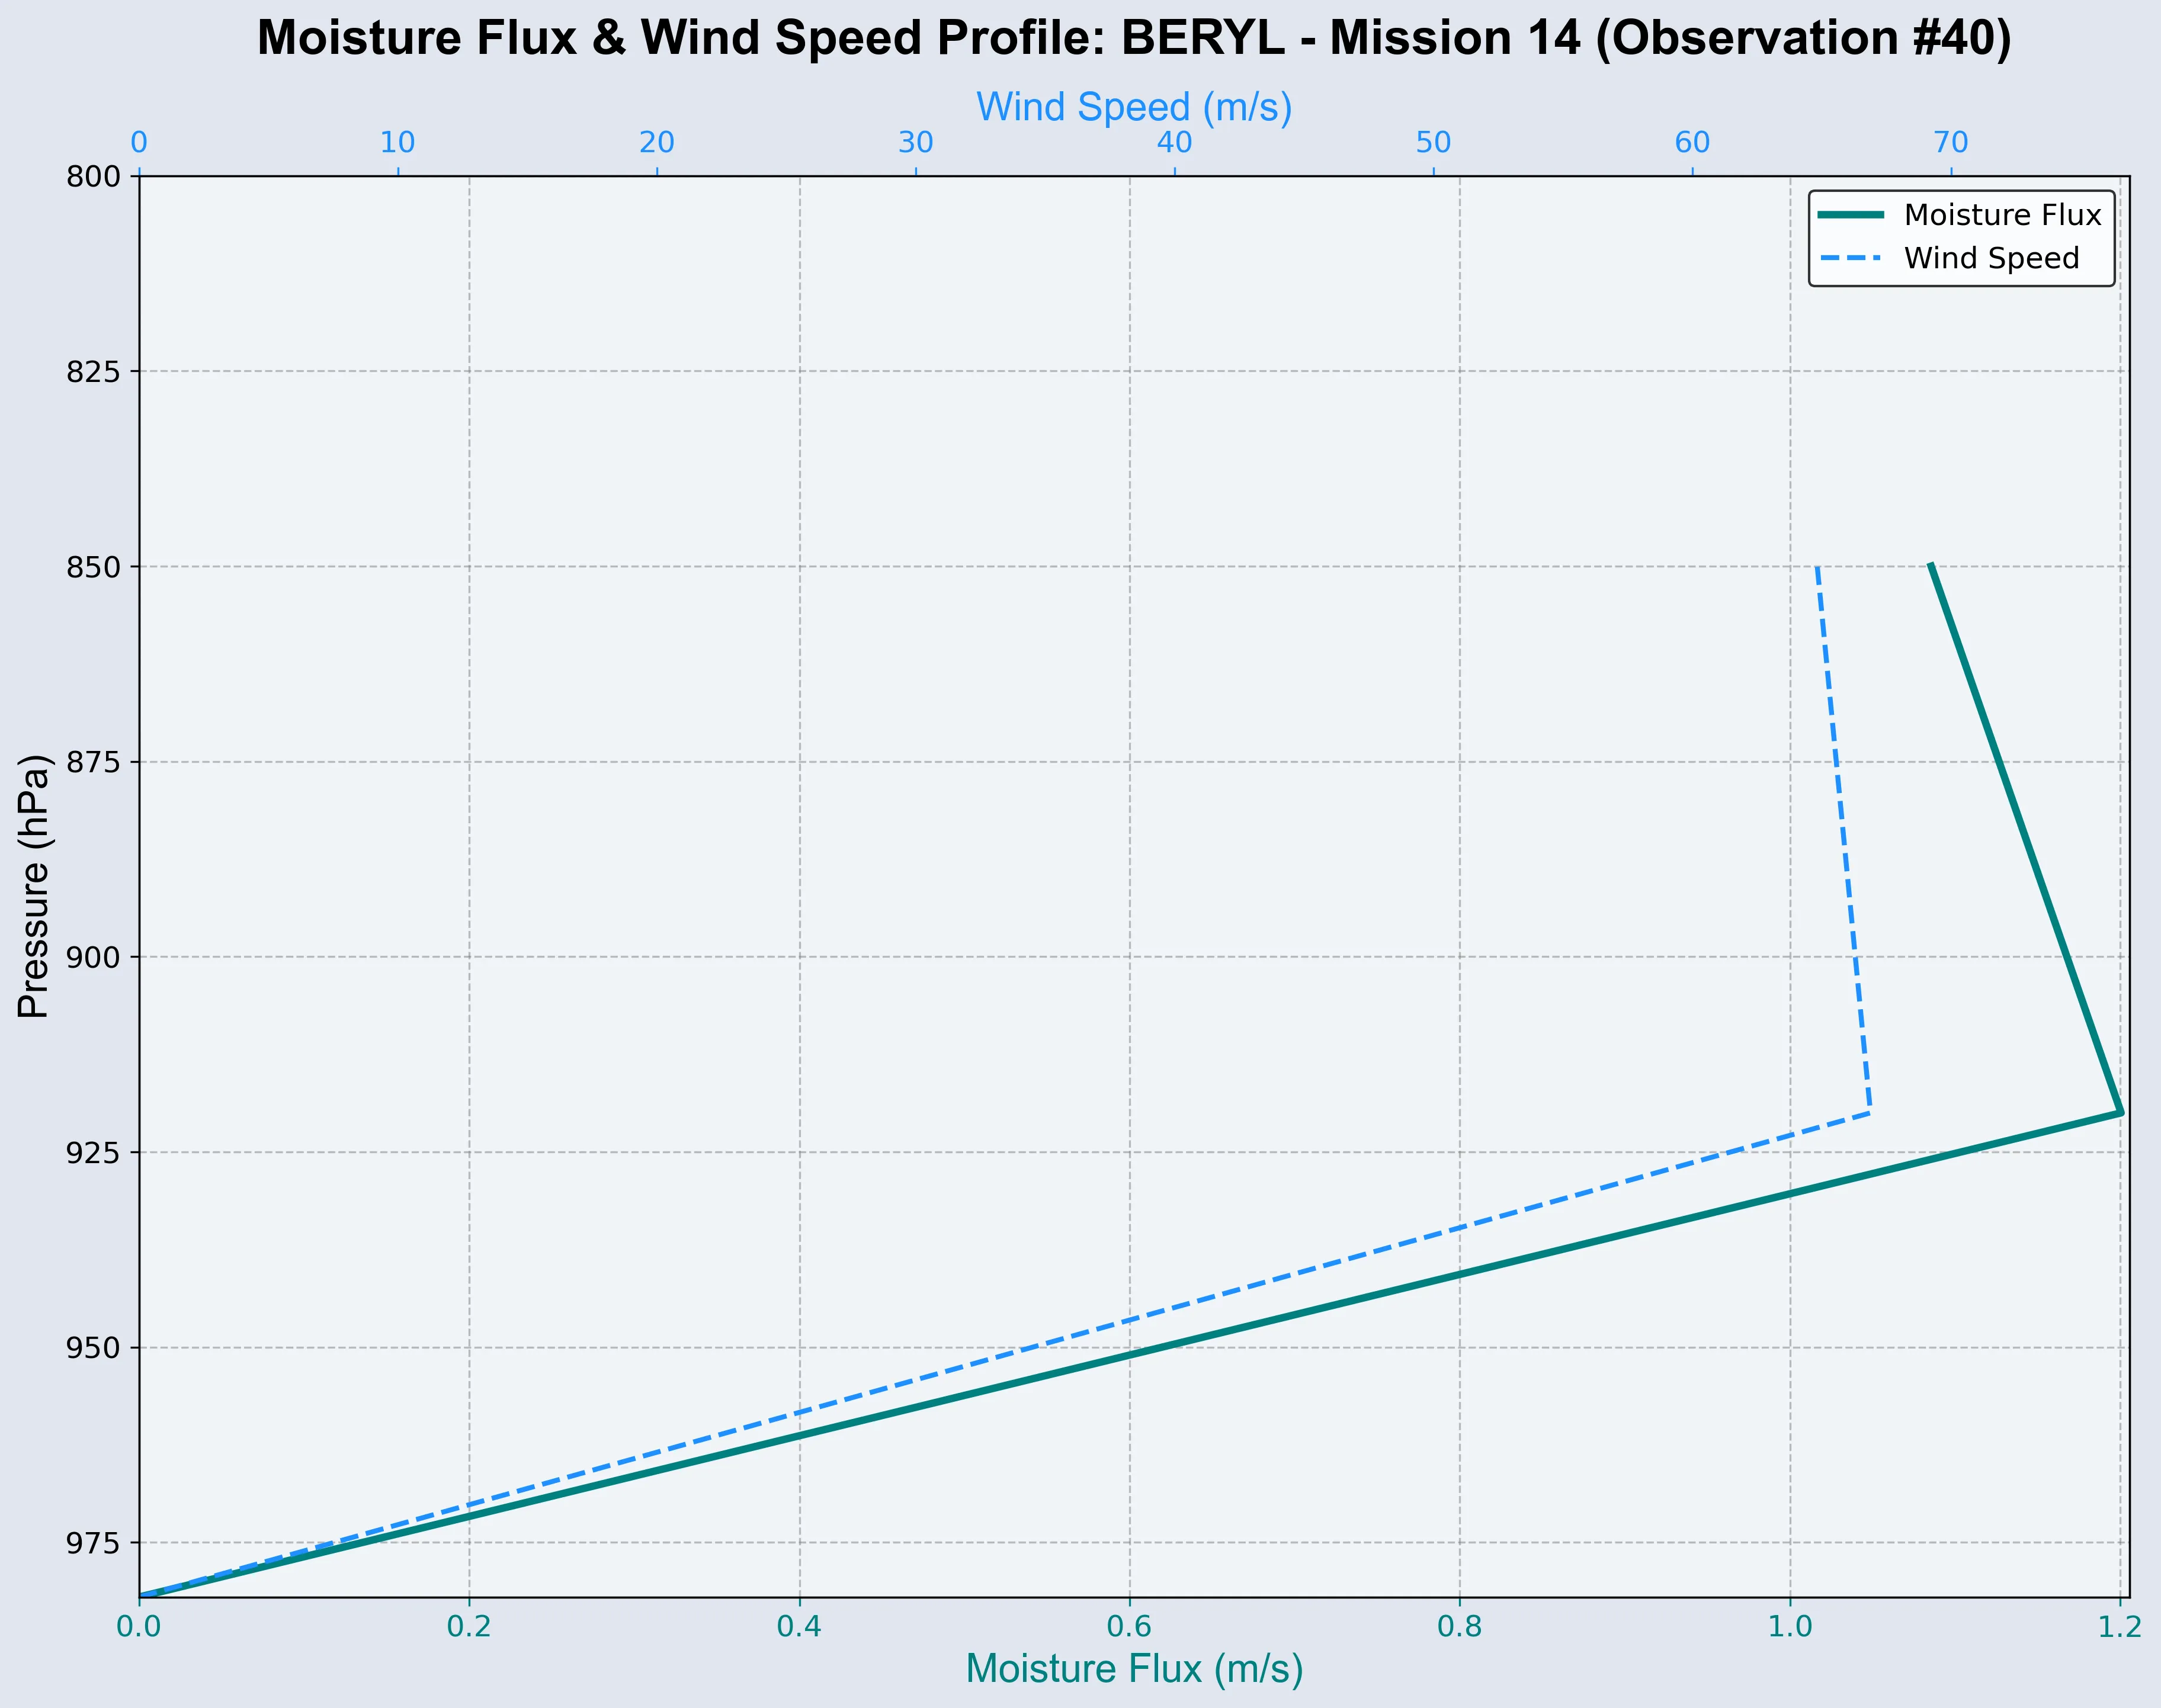 Moisture Flux & Wind Speed Profile: BERYL - Mission 14 (Observation #40)
Wind Speed (m/s)
0 10 20 30 40 50 60 70
Moisture Flux
Wind Speed
Pressure (hPa)
800
825
850
875
900
925
950
975
0.0 0.2 0.4 0.6 0.8 1.0 1.2
Moisture Flux (m/s)